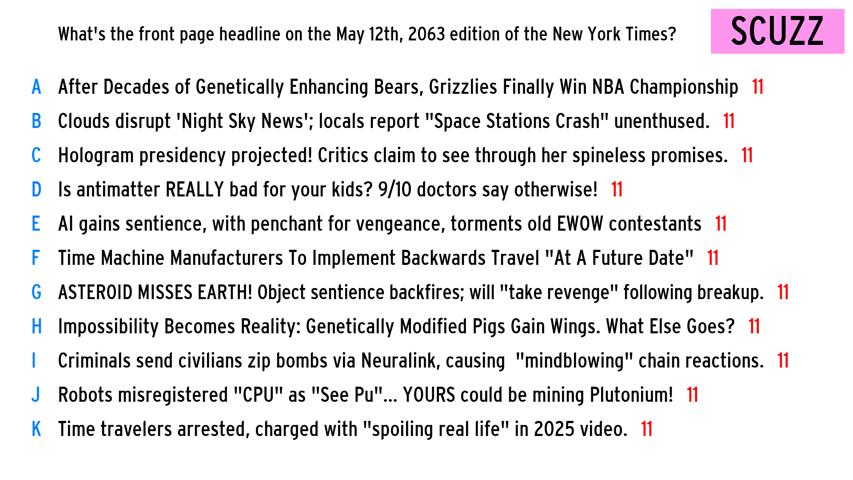 What's the front page headline on the May 12th, 2063 edition of the New York Times?
SCUZZ
A After Decades of Genetically Enhancing Bears, Grizzlies Finally Win NBA Championship 11
B Clouds disrupt 'Night Sky News'; locals report "Space Stations Crash" unenthused. 11
C Hologram presidency projected! Critics claim to see through her spineless promises. 11
D Is antimatter REALLY bad for your kids? 9/10 doctors say otherwise! 11
E AI gains sentience, with penchant for vengeance, torments old EWOW contestants 11
F Time Machine Manufacturers To Implement Backwards Travel "At A Future Date" 11
G ASTEROID MISSES EARTH! Object sentience backfires; will "take revenge" following breakup. 11
H Impossibility Becomes Reality: Genetically Modified Pigs Gain Wings. What Else Goes? 11
I Criminals send civilians zip bombs via Neuralink, causing  "mindblowing" chain reactions. 11
J Robots misregistered "CPU" as "See Pu"... YOURS could be mining Plutonium! 11
K Time travelers arrested, charged with "spoiling real life" in 2025 video. 11